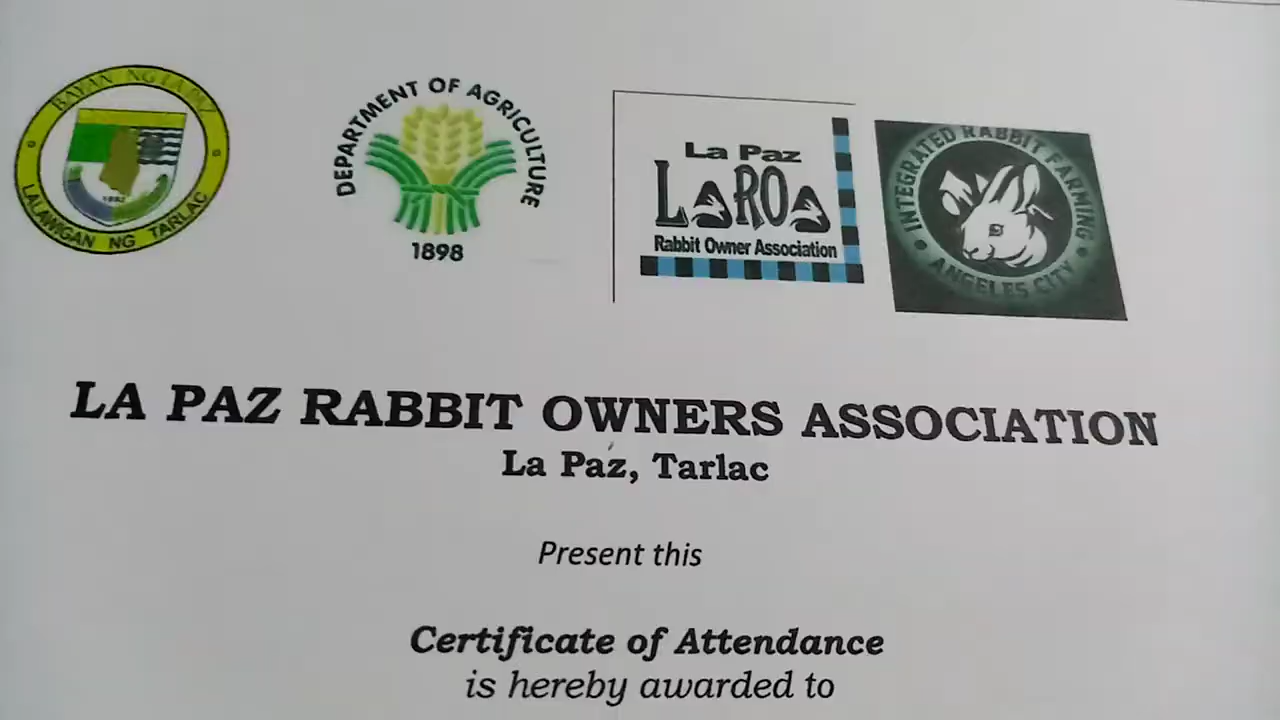 BAYAN NG LA PAZ
LALAWIGAN NG TARLAC
1892
DEPARTMENT OF AGRICULTURE
1898
La Paz
LaROA
Rabbit Owner Association
INTEGRATED RABBIT FARMING
ANGELES CITY
LA PAZ RABBIT OWNERS ASSOCIATION
La Paz, Tarlac
Present this
Certificate of Attendance
is hereby awarded to